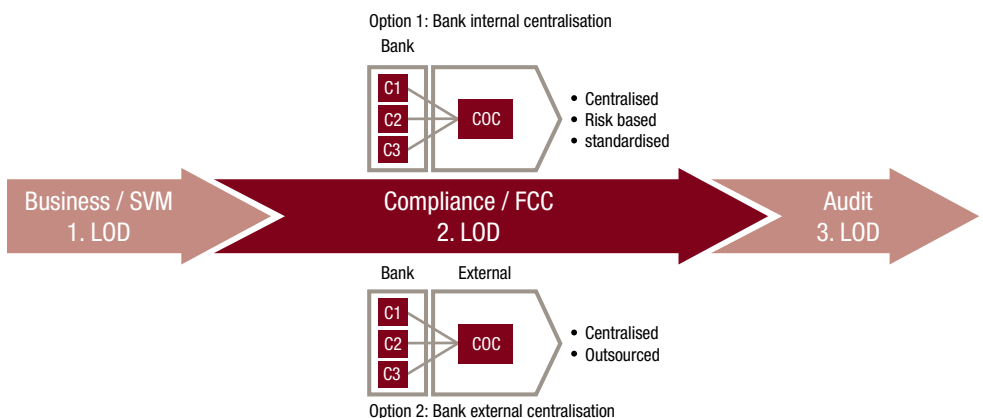 Option 1: Bank internal centralisation
Bank
C1
C2
C3
COC
• Centralised
• Risk based
• standardised
Business / SVM
1. LOD
Compliance / FCC
2. LOD
Audit
3. LOD
Bank
External
C1
C2
C3
COC
• Centralised
• Outsourced
Option 2: Bank external centralisation